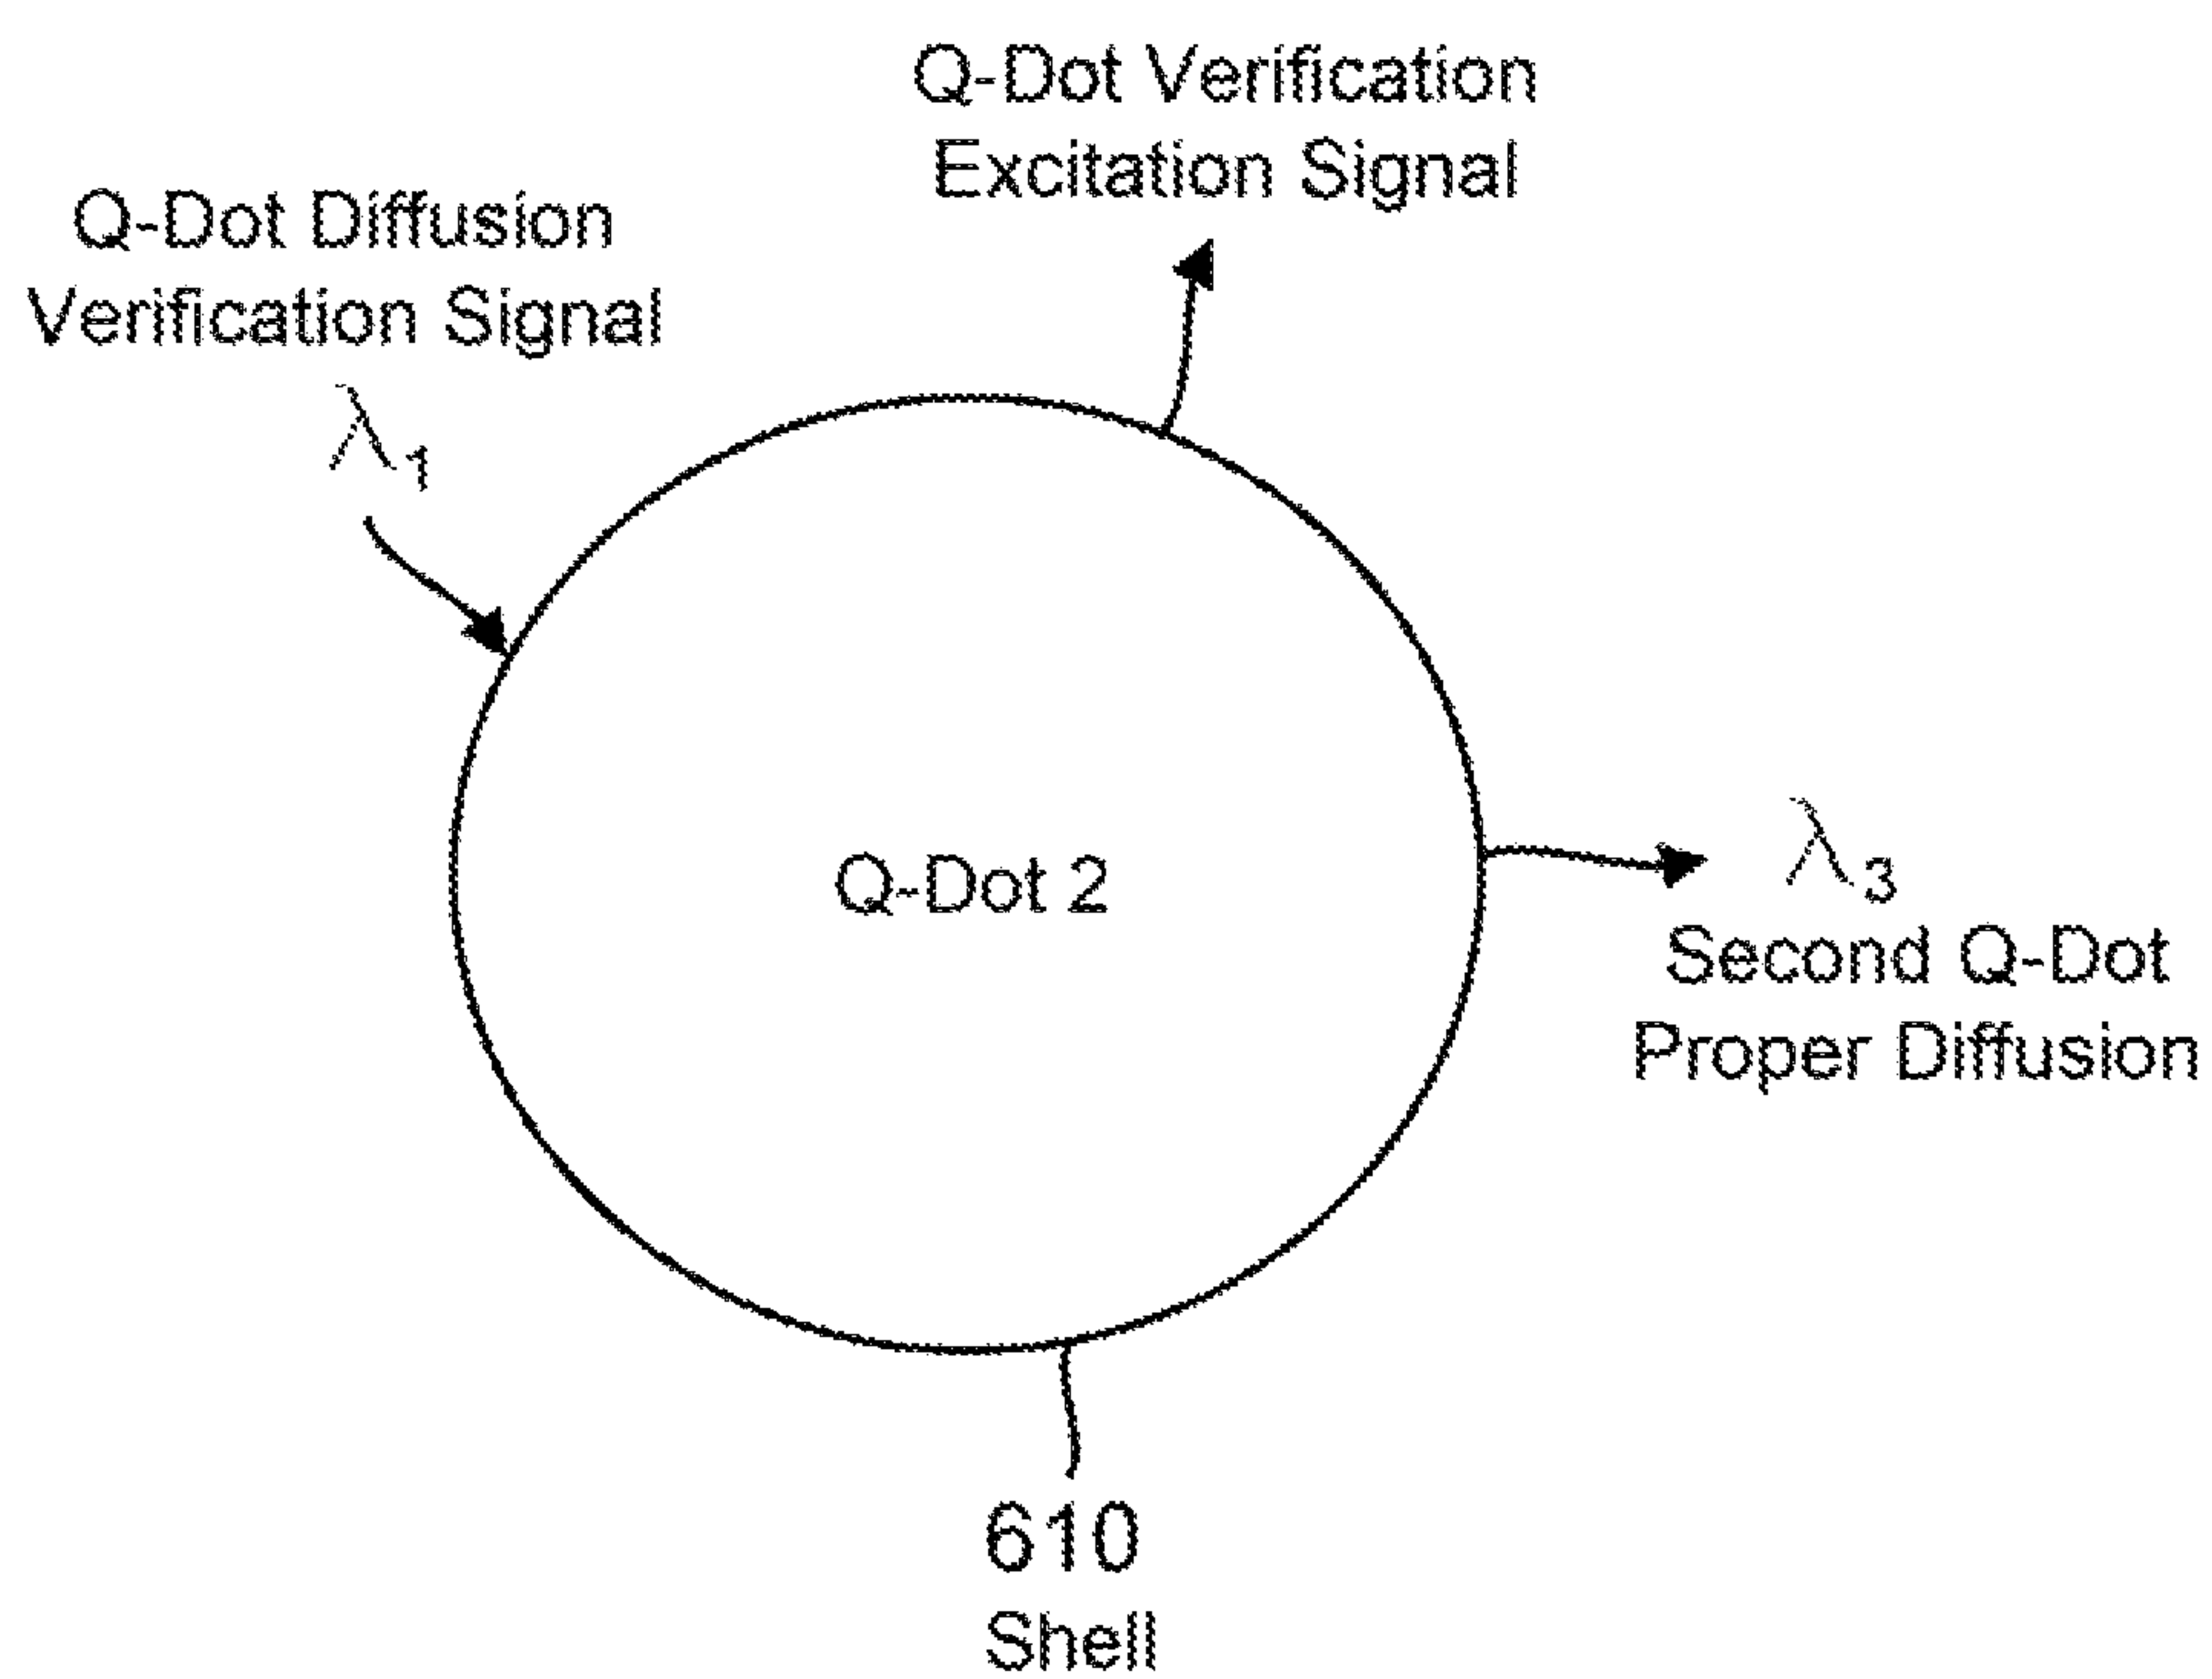 Q-Dot Verification
Excitation Signal
Q-Dot Diffusion
Verification Signal
λ1
Q-Dot 2
λ3
Second Q-Dot
Proper Diffusion
610
Shell